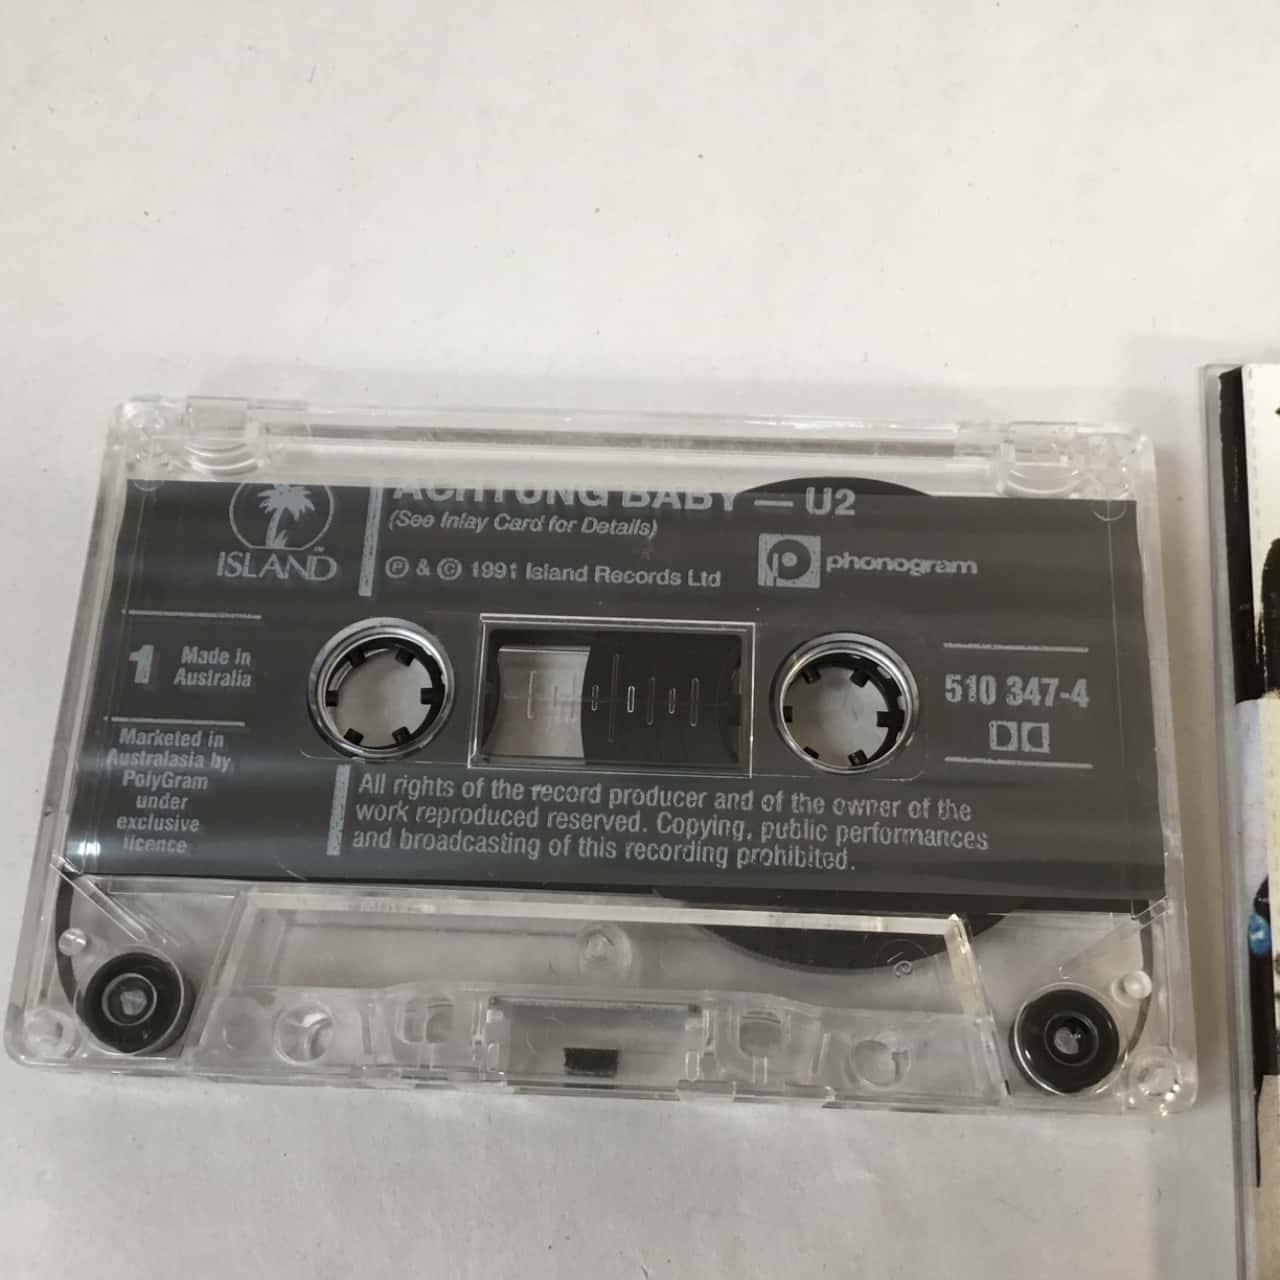 ACHTUNG BABY — U2
(See Inlay Card for Details)
ISLAND™
Ⓟ & © 1991 Island Records Ltd
phonogram
1
Made in
Australia
510 347-4
Marketed in
Australasia by
PolyGram
under
exclusive
licence
All rights of the record producer and of the owner of the
work reproduced reserved. Copying, public performances
and broadcasting of this recording prohibited.